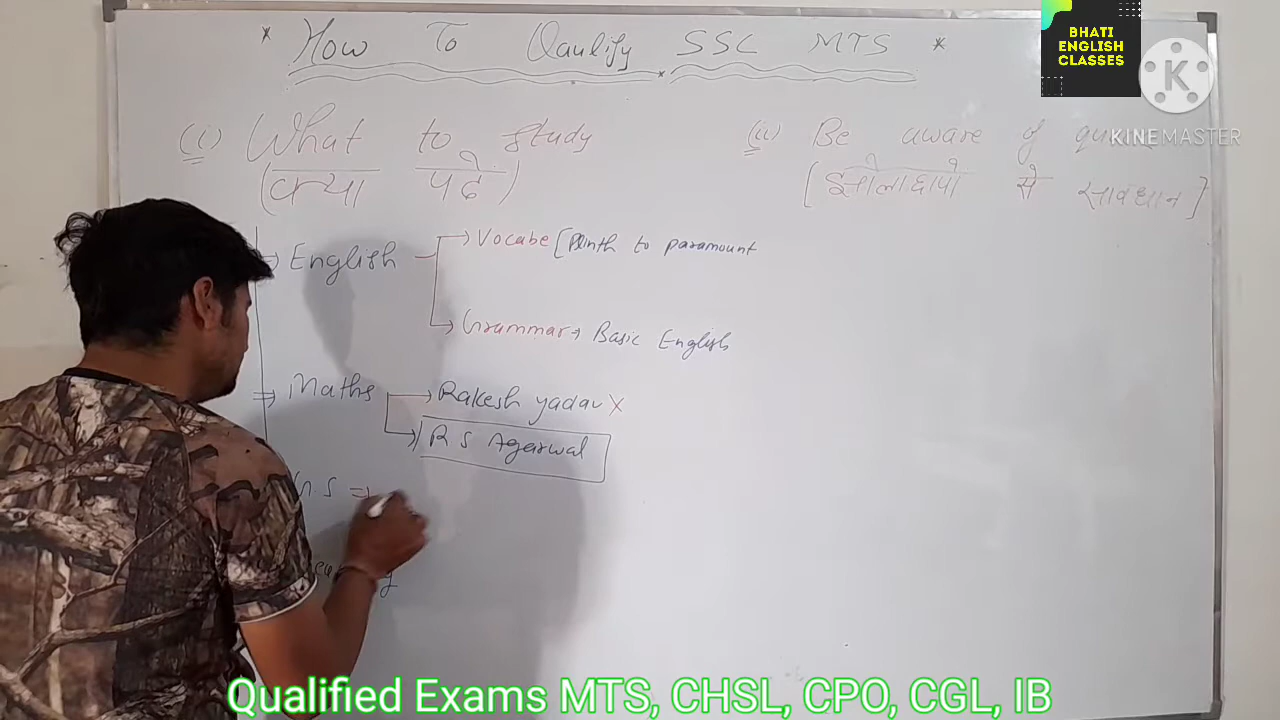 * How To Qaulify SSC MTS *
BHATI
ENGLISH
CLASSES
K
KINEMASTER
(i) What to study
(क्या पढे)
(ii) Be aware of
[ से सावधान]
⇒ English → Vocabe [Plinth to paramount
→ Grammar → Basic English
⇒ Maths → Rakesh yadav X
→ R S Agarwal
G S ⇒
Qualified Exams MTS, CHSL, CPO, CGL, IB